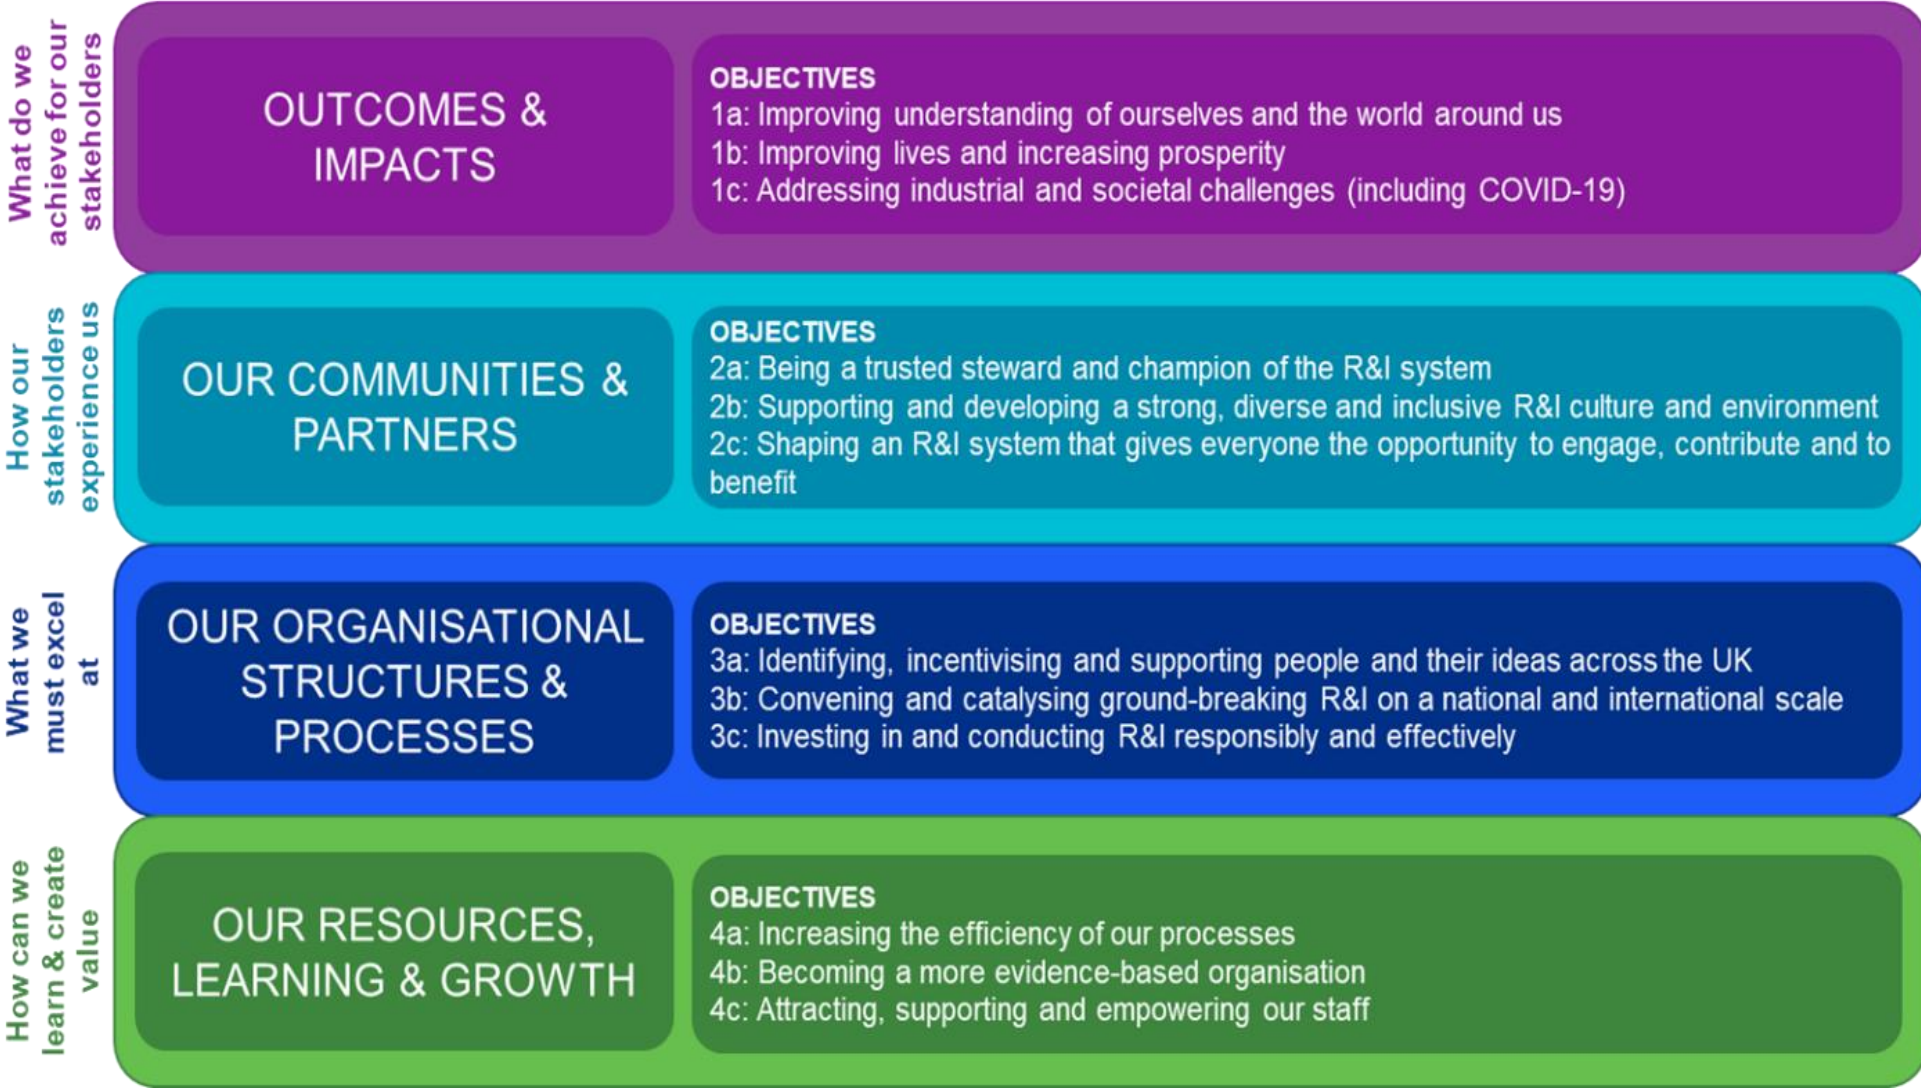 What do we
achieve for our
stakeholders
OUTCOMES &
IMPACTS
OBJECTIVES
1a: Improving understanding of ourselves and the world around us
1b: Improving lives and increasing prosperity
1c: Addressing industrial and societal challenges (including COVID-19)
How our
stakeholders
experience us
OUR COMMUNITIES &
PARTNERS
OBJECTIVES
2a: Being a trusted steward and champion of the R&I system
2b: Supporting and developing a strong, diverse and inclusive R&I culture and environment
2c: Shaping an R&I system that gives everyone the opportunity to engage, contribute and to
benefit
What we
must excel
at
OUR ORGANISATIONAL
STRUCTURES &
PROCESSES
OBJECTIVES
3a: Identifying, incentivising and supporting people and their ideas across the UK
3b: Convening and catalysing ground-breaking R&I on a national and international scale
3c: Investing in and conducting R&I responsibly and effectively
How can we
learn & create
value
OUR RESOURCES,
LEARNING & GROWTH
OBJECTIVES
4a: Increasing the efficiency of our processes
4b: Becoming a more evidence-based organisation
4c: Attracting, supporting and empowering our staff